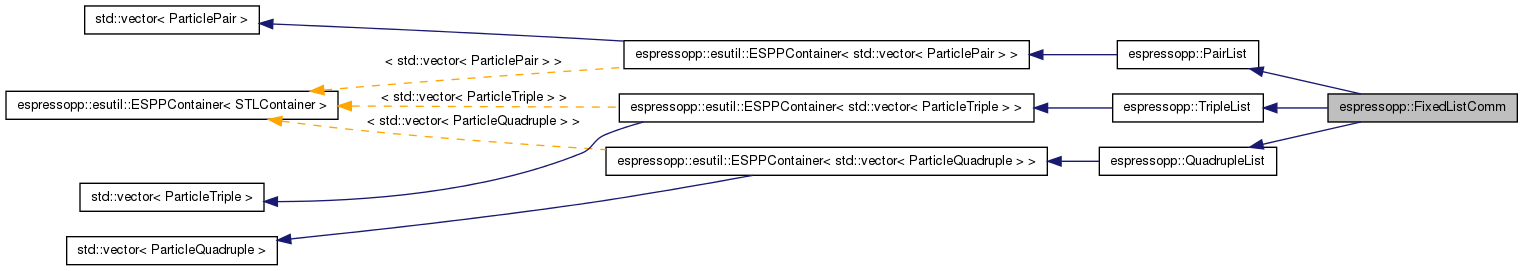 std::vector< ParticlePair >
espressopp::esutil::ESPPContainer< std::vector< ParticlePair > >
espressopp::PairList
< std::vector< ParticlePair > >
espressopp::esutil::ESPPContainer< STLContainer >
< std::vector< ParticleTriple > >
espressopp::esutil::ESPPContainer< std::vector< ParticleTriple > >
espressopp::TripleList
espressopp::FixedListComm
< std::vector< ParticleQuadruple > >
espressopp::esutil::ESPPContainer< std::vector< ParticleQuadruple > >
espressopp::QuadrupleList
std::vector< ParticleTriple >
std::vector< ParticleQuadruple >